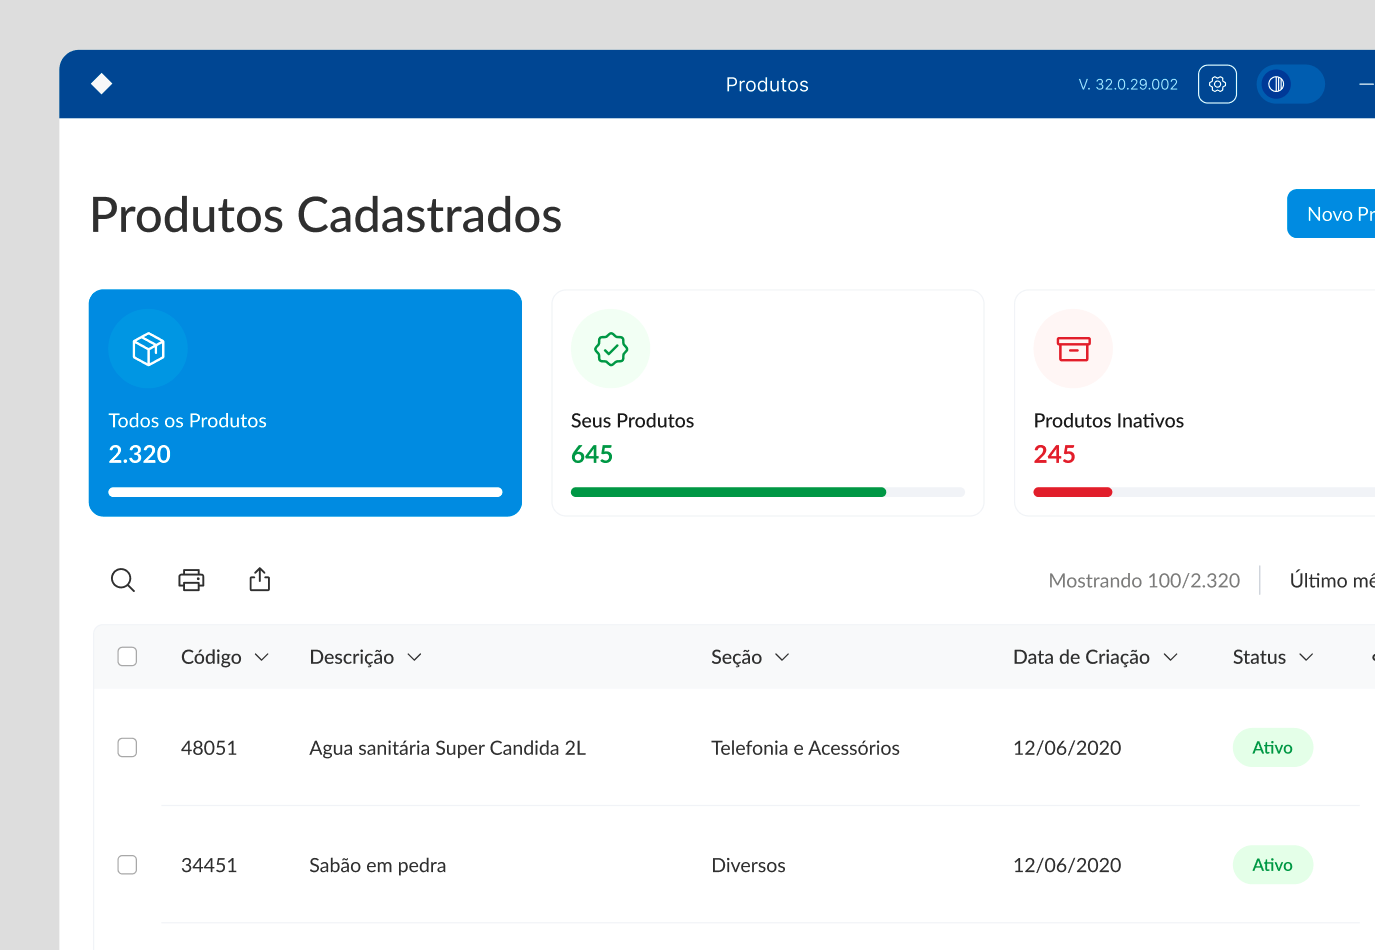 Produtos
V. 32.0.29.002
Produtos Cadastrados
Novo
Todos os Produtos
2.320
Seus Produtos
645
Produtos Inativos
245
Mostrando 100/2.320
Último
Código
Descrição
Seção
Data de Criação
Status
48051
Agua sanitária Super Candida 2L
Telefonia e Acessórios
12/06/2020
Ativo
34451
Sabão em pedra
Diversos
12/06/2020
Ativo